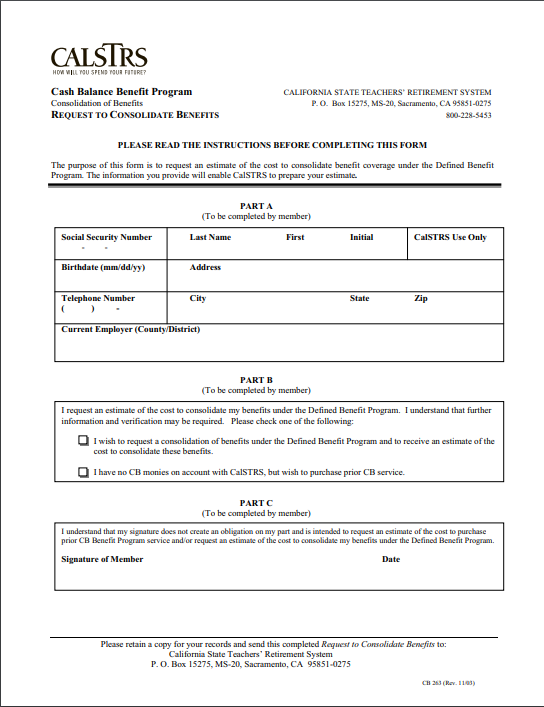 CALSTRS
HOW WILL YOU SPEND YOUR FUTURE?
Cash Balance Benefit Program
Consolidation of Benefits
REQUEST TO CONSOLIDATE BENEFITS
CALIFORNIA STATE TEACHERS' RETIREMENT SYSTEM
P. O. Box 15275, MS-20, Sacramento, CA 95851-0275
800-228-5453
PLEASE READ THE INSTRUCTIONS BEFORE COMPLETING THIS FORM
The purpose of this form is to request an estimate of the cost to consolidate benefit coverage under the Defined Benefit
Program. The information you provide will enable CalSTRS to prepare your estimate.
PART A
(To be completed by member)
Social Security Number
- -
Last Name First Initial
CalSTRS Use Only
Birthdate (mm/dd/yy)
Address
Telephone Number
( ) -
City State Zip
Current Employer (County/District)
PART B
(To be completed by member)
I request an estimate of the cost to consolidate my benefits under the Defined Benefit Program. I understand that further
information and verification may be required. Please check one of the following:
I wish to request a consolidation of benefits under the Defined Benefit Program and to receive an estimate of the
cost to consolidate these benefits.
I have no CB monies on account with CalSTRS, but wish to purchase prior CB service.
PART C
(To be completed by member)
I understand that my signature does not create an obligation on my part and is intended to request an estimate of the cost to purchase
prior CB Benefit Program service and/or request an estimate of the cost to consolidate my benefits under the Defined Benefit Program.
Signature of Member Date
Please retain a copy for your records and send this completed Request to Consolidate Benefits to:
California State Teachers' Retirement System
P. O. Box 15275, MS-20, Sacramento, CA 95851-0275
CB 263 (Rev. 11/03)